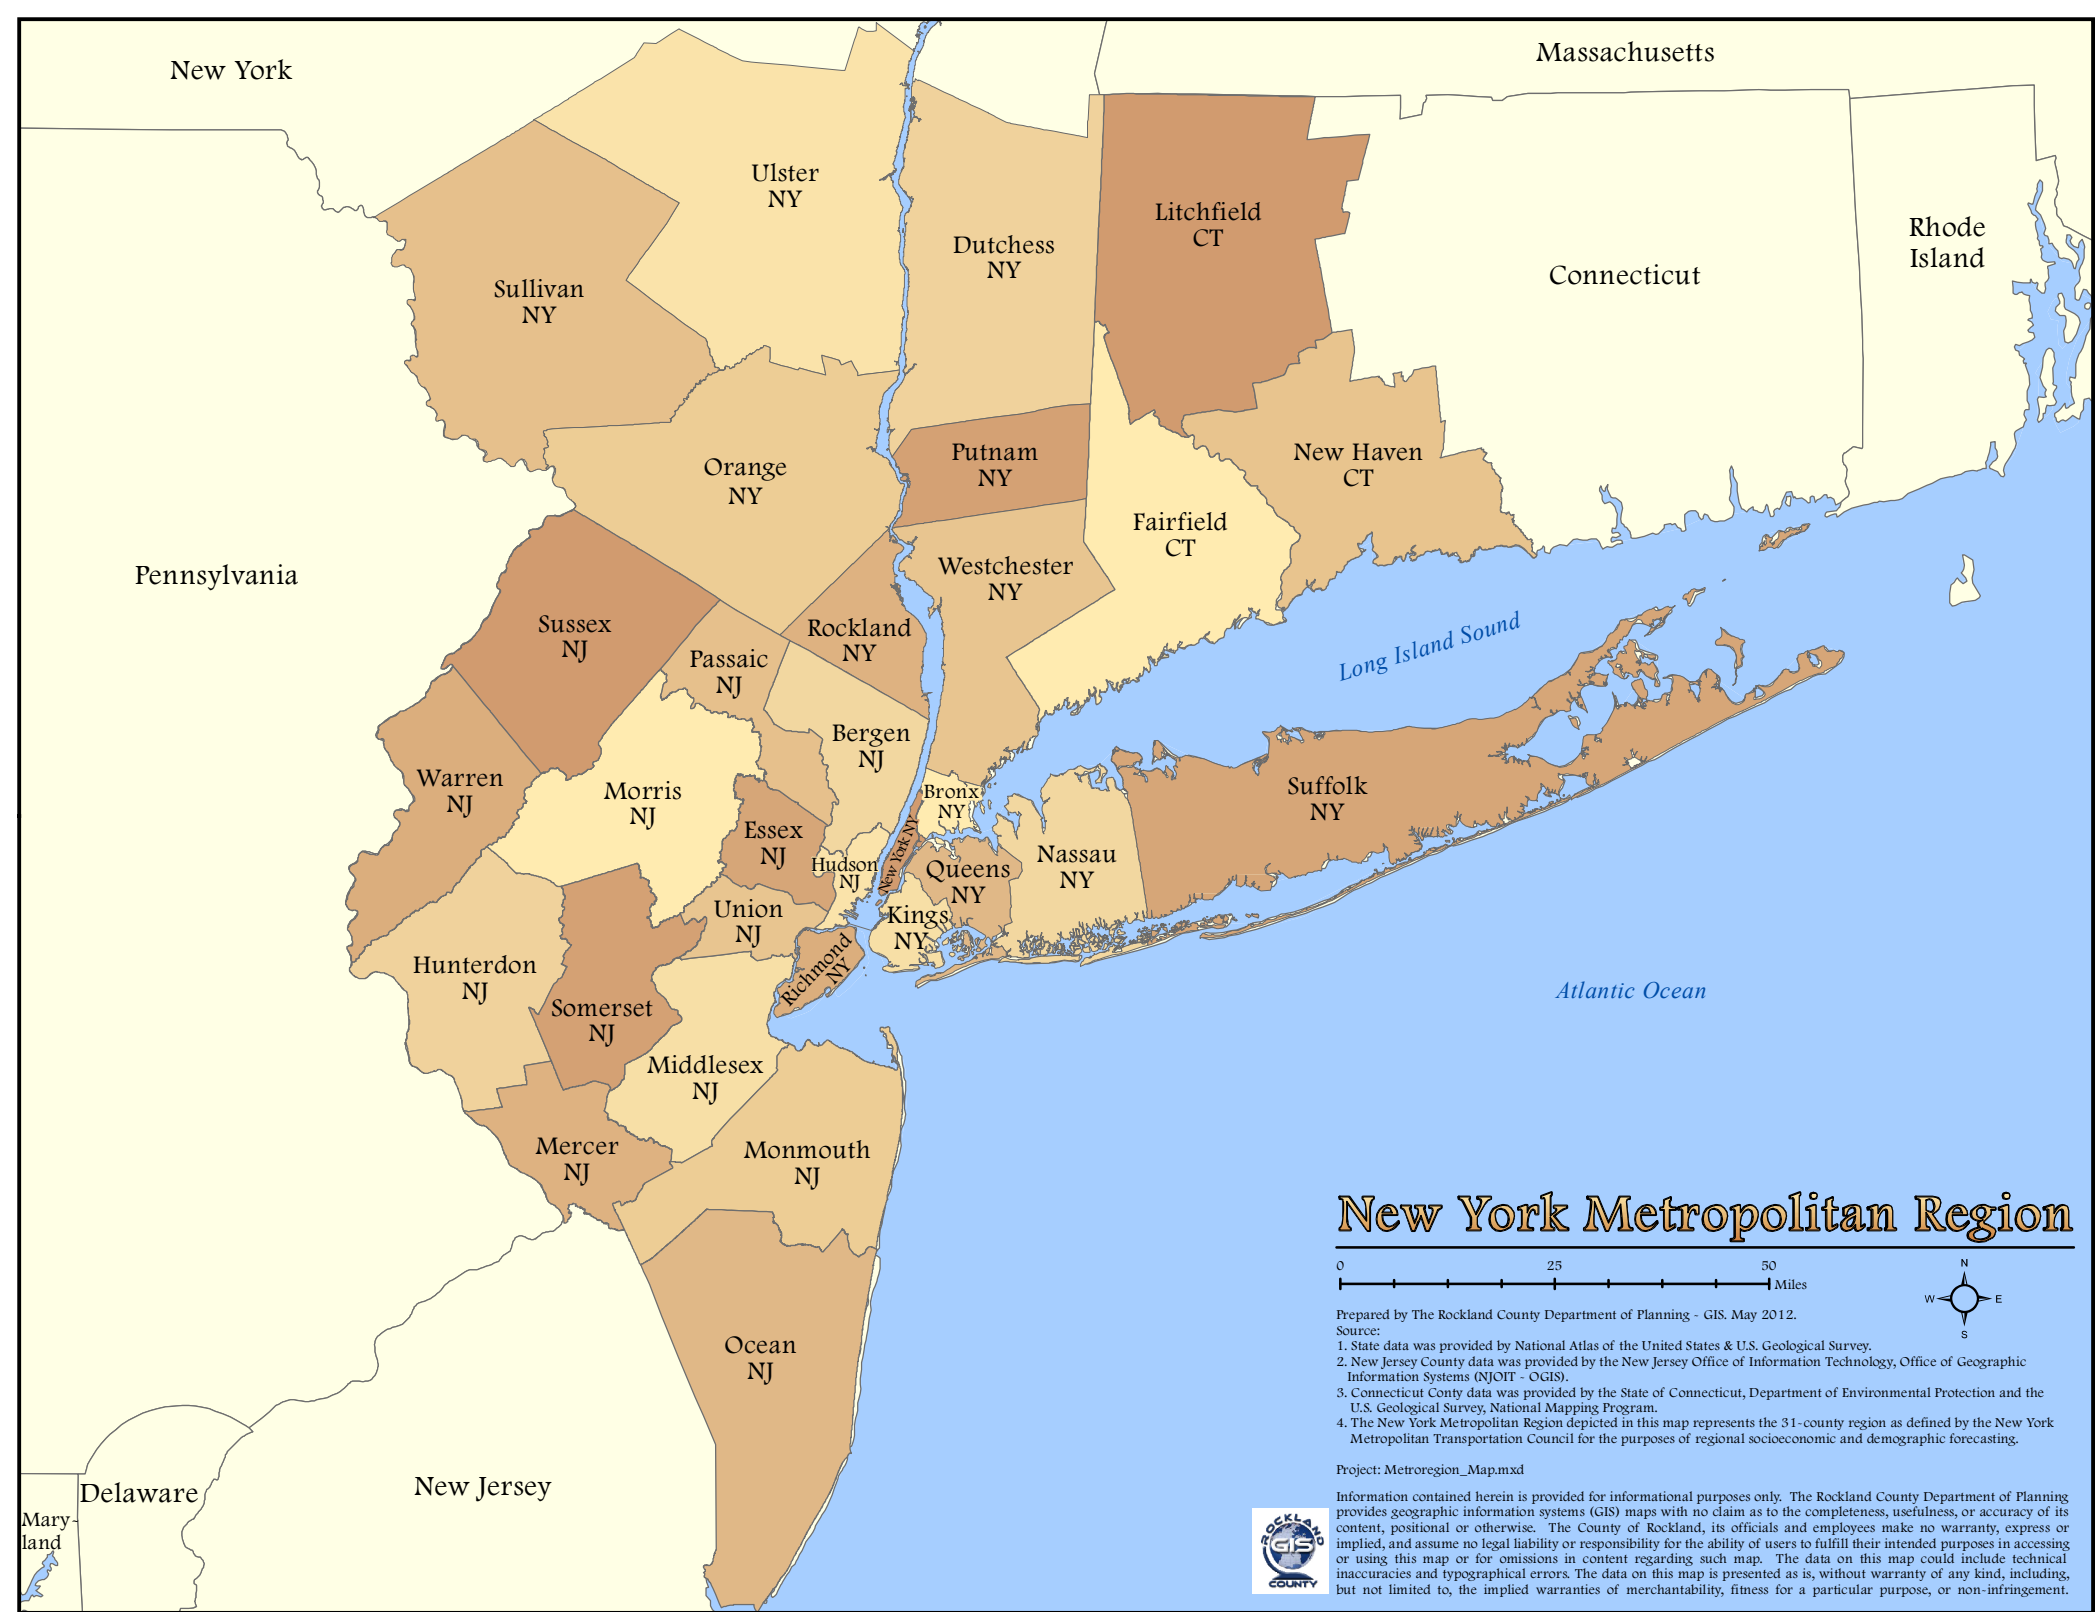 New York
Massachusetts
Ulster
NY
Litchfield
CT
Rhode
Island
Dutchess
NY
Connecticut
Sullivan
NY
Putnam
NY
New Haven
CT
Orange
NY
Fairfield
CT
Pennsylvania
Westchester
NY
Sussex
NJ
Rockland
NY
Long Island Sound
Passaic
NJ
Bergen
NJ
Warren
NJ
Morris
NJ
Bronx
NY
Suffolk
NY
Essex
NJ
New York NY
Hudson
NJ
Queens
NY
Nassau
NY
Union
NJ
Kings
NY
Hunterdon
NJ
Richmond
NY
Atlantic Ocean
Somerset
NJ
Middlesex
NJ
Mercer
NJ
Monmouth
NJ
Ocean
NJ
New Jersey
Delaware
Mary-
land
New York Metropolitan Region
0 25 50
Miles
N
W E
S
Prepared by The Rockland County Department of Planning - GIS. May 2012.
Source:
1. State data was provided by National Atlas of the United States & U.S. Geological Survey.
2. New Jersey County data was provided by the New Jersey Office of Information Technology, Office of Geographic
Information Systems (NJOIT - OGIS).
3. Connecticut Conty data was provided by the State of Connecticut, Department of Environmental Protection and the
U.S. Geological Survey, National Mapping Program.
4. The New York Metropolitan Region depicted in this map represents the 31-county region as defined by the New York
Metropolitan Transportation Council for the purposes of regional socioeconomic and demographic forecasting.
Project: Metroregion_Map.mxd
Information contained herein is provided for informational purposes only. The Rockland County Department of Planning
provides geographic information systems (GIS) maps with no claim as to the completeness, usefulness, or accuracy of its
content, positional or otherwise. The County of Rockland, its officials and employees make no warranty, express or
implied, and assume no legal liability or responsibility for the ability of users to fulfill their intended purposes in accessing
or using this map or for omissions in content regarding such map. The data on this map could include technical
inaccuracies and typographical errors. The data on this map is presented as is, without warranty of any kind, including,
but not limited to, the implied warranties of merchantability, fitness for a particular purpose, or non-infringement.
ROCKLAND
GIS
COUNTY